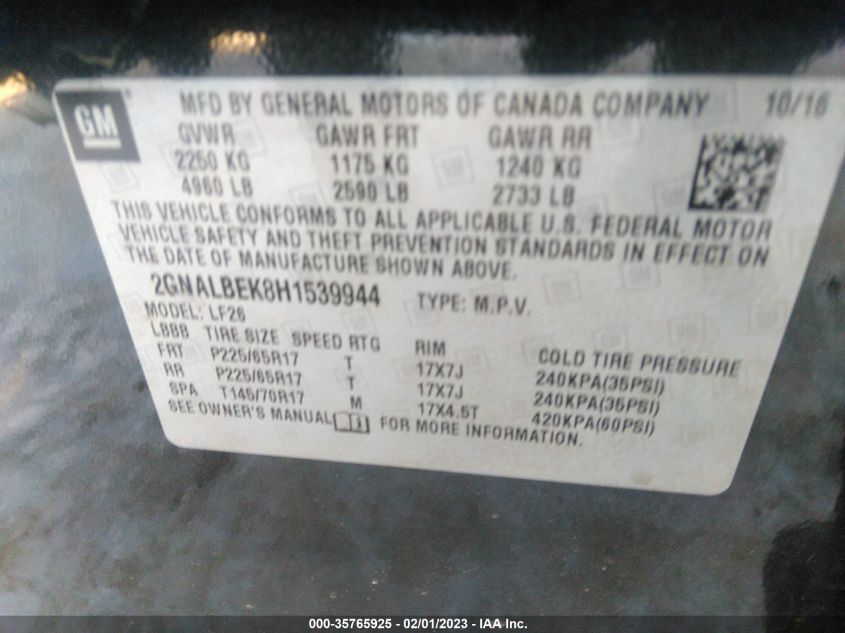 GM
MFD BY GENERAL MOTORS OF CANADA COMPANY 10/16
GVWR GAWR FRT GAWR RR
2250 KG 1175 KG 1240 KG
4960 LB 2590 LB 2733 LB
THIS VEHICLE CONFORMS TO ALL APPLICABLE U.S. FEDERAL MOTOR
VEHICLE SAFETY AND THEFT PREVENTION STANDARDS IN EFFECT ON
THE DATE OF MANUFACTURE SHOWN ABOVE.
2GNALBEK8H1539944 TYPE: M.P.V.
MODEL: LF26
LBBB TIRE SIZE SPEED RTG RIM COLD TIRE PRESSURE
FRT P225/65R17 T 17X7J 240KPA(35PSI)
RR P225/65R17 T 17X7J 240KPA(35PSI)
SPA T145/70R17 M 17X4.5T 420KPA(60PSI)
SEE OWNER'S MANUAL FOR MORE INFORMATION.
000-35765925 - 02/01/2023 - IAA Inc.